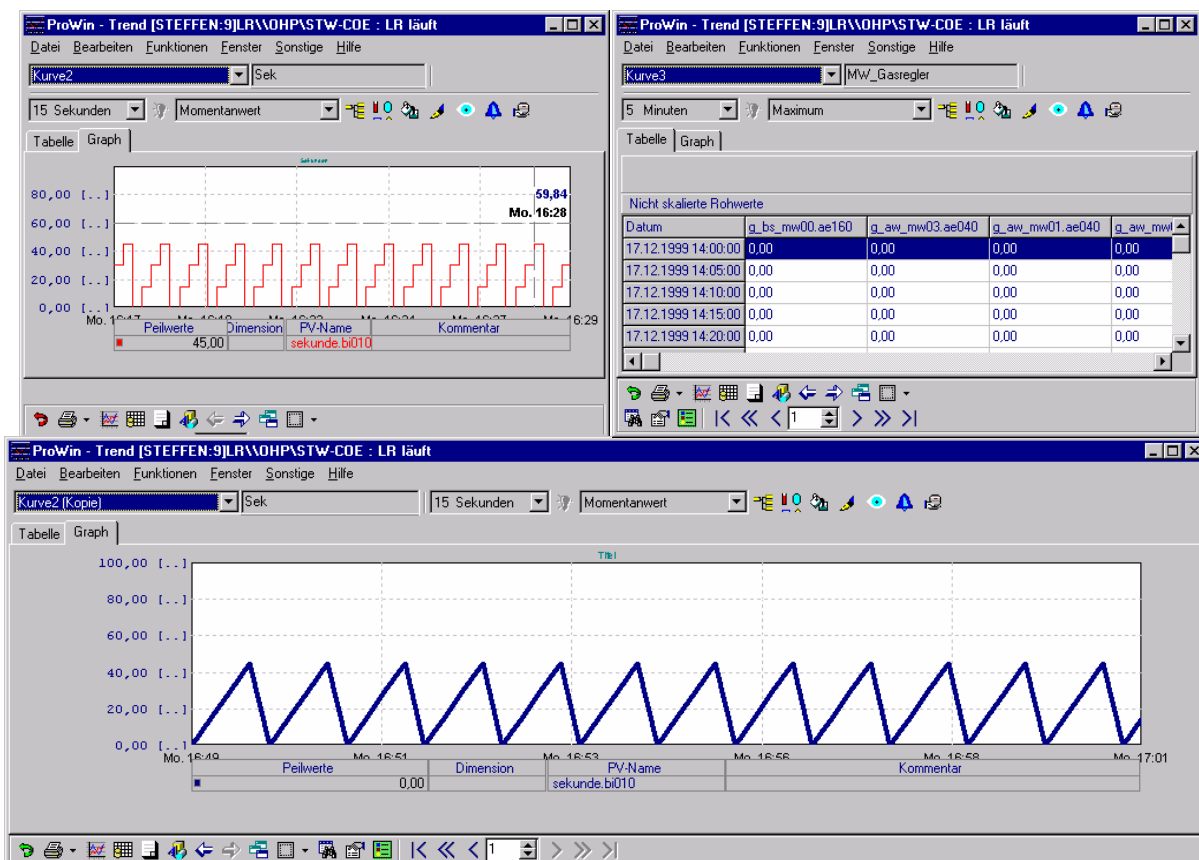 ProWin - Trend [STEFFEN:9]LR\\OHP\STW-COE : LR läuft
Datei Bearbeiten Funktionen Fenster Sonstige Hilfe
Kurve2 Sek
15 Sekunden Momentanwert
Tabelle Graph
Sekunden
80,00 [..]
60,00 [..]
40,00 [..]
20,00 [..]
0,00 [..]
59,84
Mo. 16:28
Peilwerte Dimension PV-Name Kommentar
45,00 sekunde.bi010
ProWin - Trend [STEFFEN:9]LR\\OHP\STW-COE : LR läuft
Datei Bearbeiten Funktionen Fenster Sonstige Hilfe
Kurve3 MW_Gasregler
5 Minuten Maximum
Tabelle Graph
Nicht skalierte Rohwerte
Datum g_bs_mw00.ae160 g_aw_mw03.ae040 g_aw_mw01.ae040
17.12.1999 14:00:00 0,00 0,00 0,00 0,00
17.12.1999 14:05:00 0,00 0,00 0,00 0,00
17.12.1999 14:10:00 0,00 0,00 0,00 0,00
17.12.1999 14:15:00 0,00 0,00 0,00 0,00
17.12.1999 14:20:00 0,00 0,00 0,00 0,00
1
ProWin - Trend [STEFFEN:9]LR\\OHP\STW-COE : LR läuft
Datei Bearbeiten Funktionen Fenster Sonstige Hilfe
Kurve2 (Kopie) Sek 15 Sekunden Momentanwert
Tabelle Graph
Titel
100,00 [..]
80,00 [..]
60,00 [..]
40,00 [..]
20,00 [..]
0,00 [..]
Mo. 16:49 Mo. 16:51 Mo. 16:53 Mo. 16:56 Mo. 16:58 Mo. 17:01
Peilwerte Dimension PV-Name Kommentar
0,00 sekunde.bi010
1